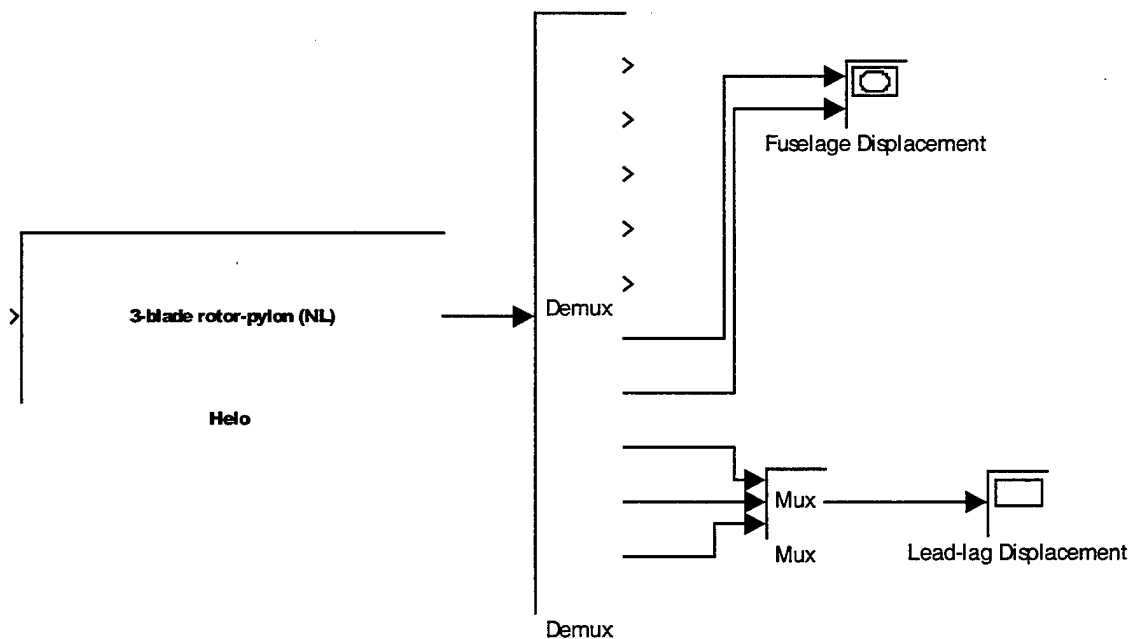 Fuselage Displacement
Demux
3-blade rotor-pylon (NL)
Helo
Mux
Mux
Lead-lag Displacement
Demux